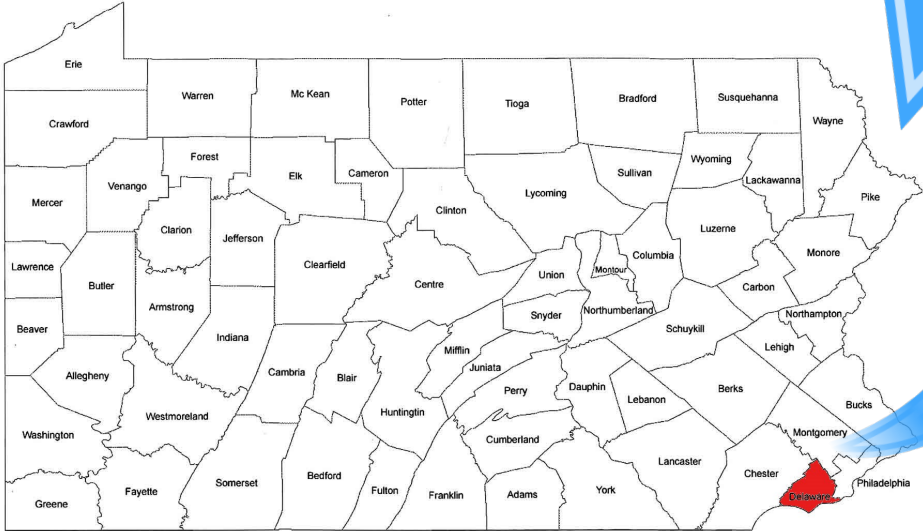 Erie
Warren
Mc Kean
Potter
Tioga
Bradford
Susquehanna
Wayne
Crawford
Forest
Elk
Cameron
Sullivan
Wyoming
Lackawanna
Pike
Mercer
Venango
Clarion
Jefferson
Clinton
Lycoming
Luzerne
Monore
Lawrence
Butler
Armstrong
Clearfield
Centre
Union
Montour
Columbia
Carbon
Northampton
Beaver
Indiana
Snyder
Northumberland
Schuykill
Lehigh
Allegheny
Cambria
Blair
Mifflin
Juniata
Perry
Dauphin
Lebanon
Berks
Bucks
Westmoreland
Huntingtin
Washington
Cumberland
Montgomery
Greene
Fayette
Somerset
Bedford
Fulton
Franklin
Adams
York
Lancaster
Chester
Delaware
Philadelphia